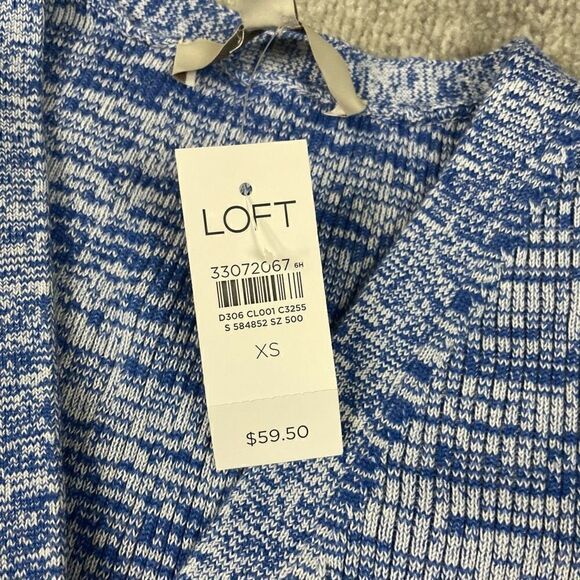 LOFT
33072067 6H
D306 CL001 C3255
S 584852 SZ 500
XS
$59.50